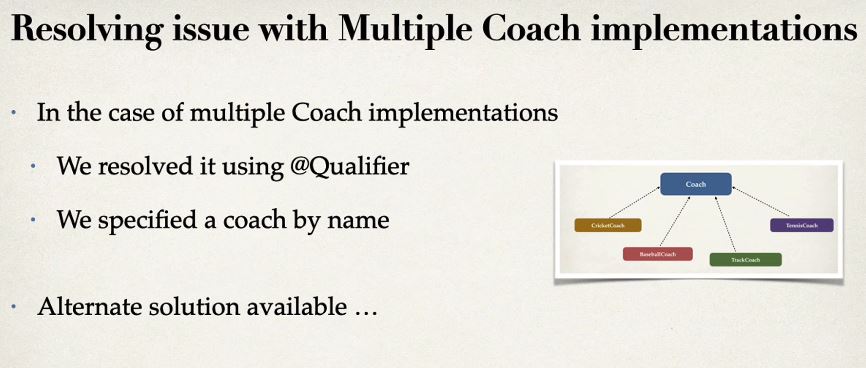 Resolving issue with Multiple Coach implementations
• In the case of multiple Coach implementations
• We resolved it using @Qualifier
• We specified a coach by name
Coach
CricketCoach
TennisCoach
BaseballCoach
TrackCoach
• Alternate solution available …